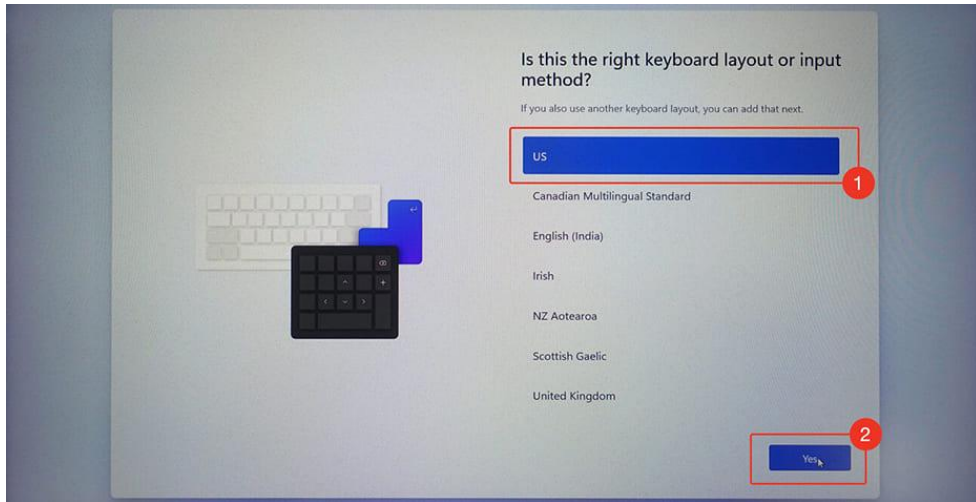 Is this the right keyboard layout or input
method?
If you also use another keyboard layout, you can add that next.
US
1
Canadian Multilingual Standard
English (India)
Irish
NZ Aotearoa
Scottish Gaelic
United Kingdom
2
Yes